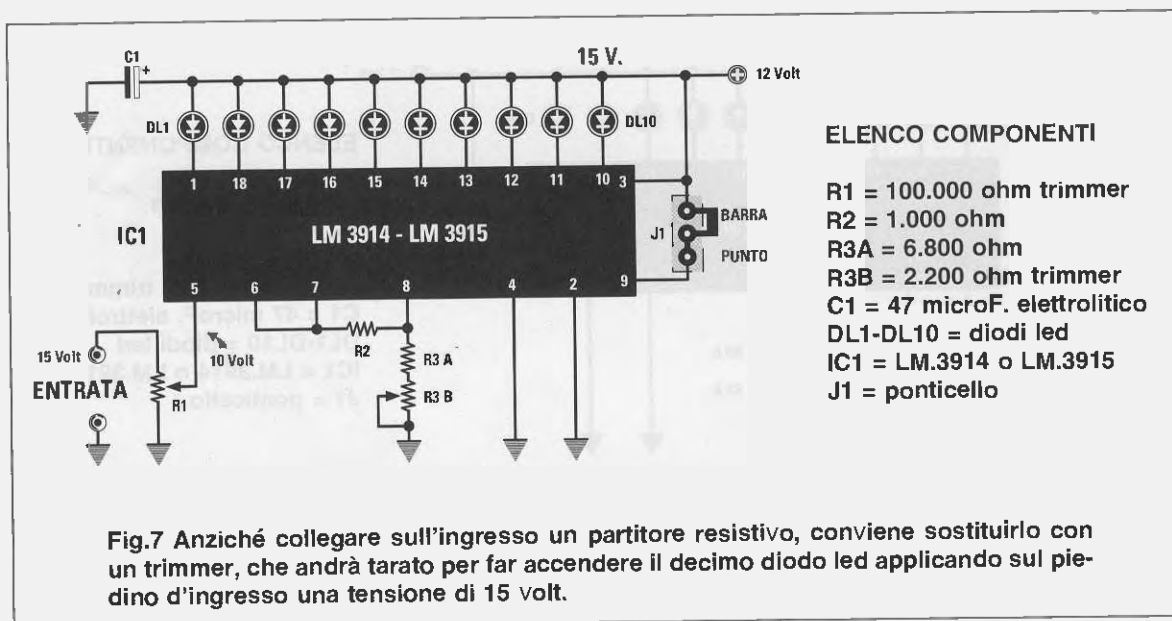 C1
+
15 V.
12 Volt
DL1
DL10
1 18 17 16 15 14 13 12 11 10 3
IC1
LM 3914 - LM 3915
J1
BARRA
PUNTO
5 6 7 8 4 2 9
15 Volt
10 Volt
ENTRATA
R1
R2
R3 A
R3 B
ELENCO COMPONENTI
R1 = 100.000 ohm trimmer
R2 = 1.000 ohm
R3A = 6.800 ohm
R3B = 2.200 ohm trimmer
C1 = 47 microF. elettrolitico
DL1-DL10 = diodi led
IC1 = LM.3914 o LM.3915
J1 = ponticello
Fig.7 Anziché collegare sull'ingresso un partitore resistivo, conviene sostituirlo con
un trimmer, che andrà tarato per far accendere il decimo diodo led applicando sul pie-
dino d'ingresso una tensione di 15 volt.